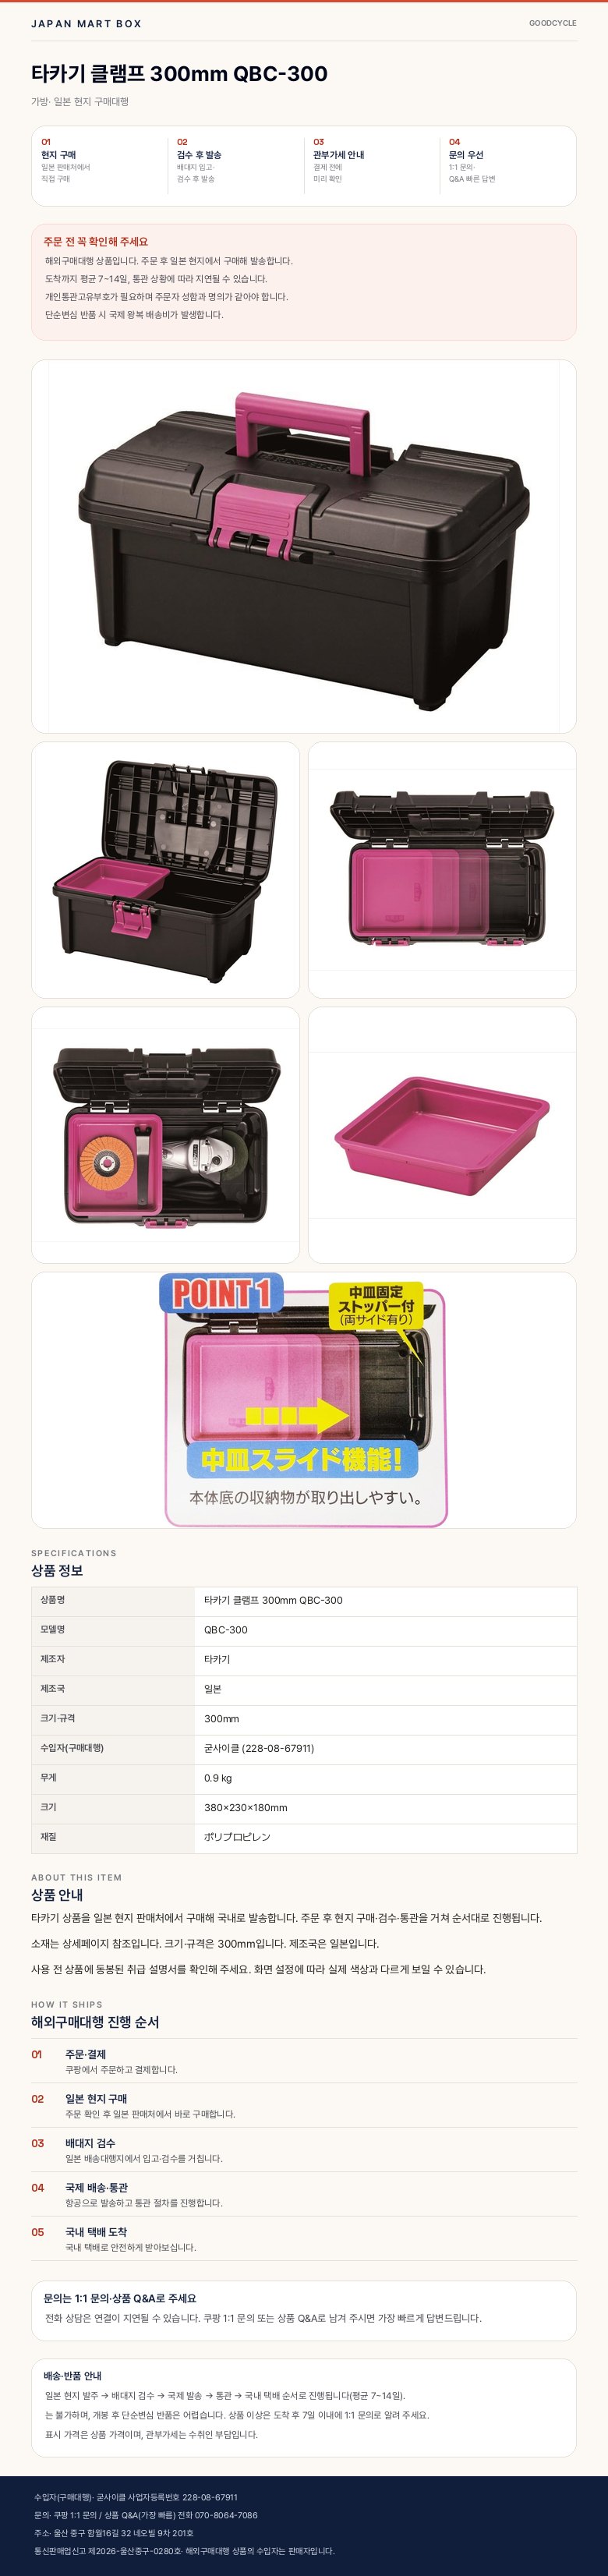 JAPAN MART BOX
GOODCYCLE
타카기 클램프 300mm QBC-300
가방· 일본 현지 구매대행
01
현지 구매
일본 판매처에서
직접 구매
02
검수 후 발송
배대지 입고·
검수 후 발송
03
관부가세 안내
결제 전에
미리 확인
04
문의 우선
1:1 문의·
Q&A 빠른 답변
주문 전 꼭 확인해 주세요
해외구매대행 상품입니다. 주문 후 일본 현지에서 구매해 발송합니다.
도착까지 평균 7~14일, 통관 상황에 따라 지연될 수 있습니다.
개인통관고유부호가 필요하며 주문자 성함과 명의가 같아야 합니다.
단순변심 반품 시 국제 왕복 배송비가 발생합니다.
POINT 1
中皿固定
ストッパー付
(両サイド有り)
中皿スライド機能!
本体底の収納物が取り出しやすい。
SPECIFICATIONS
상품 정보
상품명
타카기 클램프 300mm QBC-300
모델명
QBC-300
제조자
타카기
제조국
일본
크기·규격
300mm
수입자(구매대행)
굳사이클 (228-08-67911)
무게
0.9 kg
크기
380×230×180mm
재질
ポリプロピレン
ABOUT THIS ITEM
상품 안내
타카기 상품을 일본 현지 판매처에서 구매해 국내로 발송합니다. 주문 후 현지 구매·검수·통관을 거쳐 순서대로 진행됩니다.
소재는 상세페이지 참조입니다. 크기·규격은 300mm입니다. 제조국은 일본입니다.
사용 전 상품에 동봉된 취급 설명서를 확인해 주세요. 화면 설정에 따라 실제 색상과 다르게 보일 수 있습니다.
HOW IT SHIPS
해외구매대행 진행 순서
01
주문·결제
쿠팡에서 주문하고 결제합니다.
02
일본 현지 구매
주문 확인 후 일본 판매처에서 바로 구매합니다.
03
배대지 검수
일본 배송대행지에서 입고·검수를 거칩니다.
04
국제 배송·통관
항공으로 발송하고 통관 절차를 진행합니다.
05
국내 택배 도착
국내 택배로 안전하게 받아보십니다.
문의는 1:1 문의·상품 Q&A로 주세요
전화 상담은 연결이 지연될 수 있습니다. 쿠팡 1:1 문의 또는 상품 Q&A로 남겨 주시면 가장 빠르게 답변드립니다.
배송·반품 안내
일본 현지 발주 → 배대지 검수 → 국제 발송 → 통관 → 국내 택배 순서로 진행됩니다(평균 7~14일).
는 불가하며, 개봉 후 단순변심 반품은 어렵습니다. 상품 이상은 도착 후 7일 이내에 1:1 문의로 알려 주세요.
표시 가격은 상품 가격이며, 관부가세는 수취인 부담입니다.
수입자(구매대행)· 굳사이클 사업자등록번호 228-08-67911
문의· 쿠팡 1:1 문의 / 상품 Q&A(가장 빠름) 전화 070-8064-7086
주소· 울산 중구 함월16길 32 네오빌 9차 201호
통신판매업신고 제2026-울산중구-0280호· 해외구매대행 상품의 수입자는 판매자입니다.